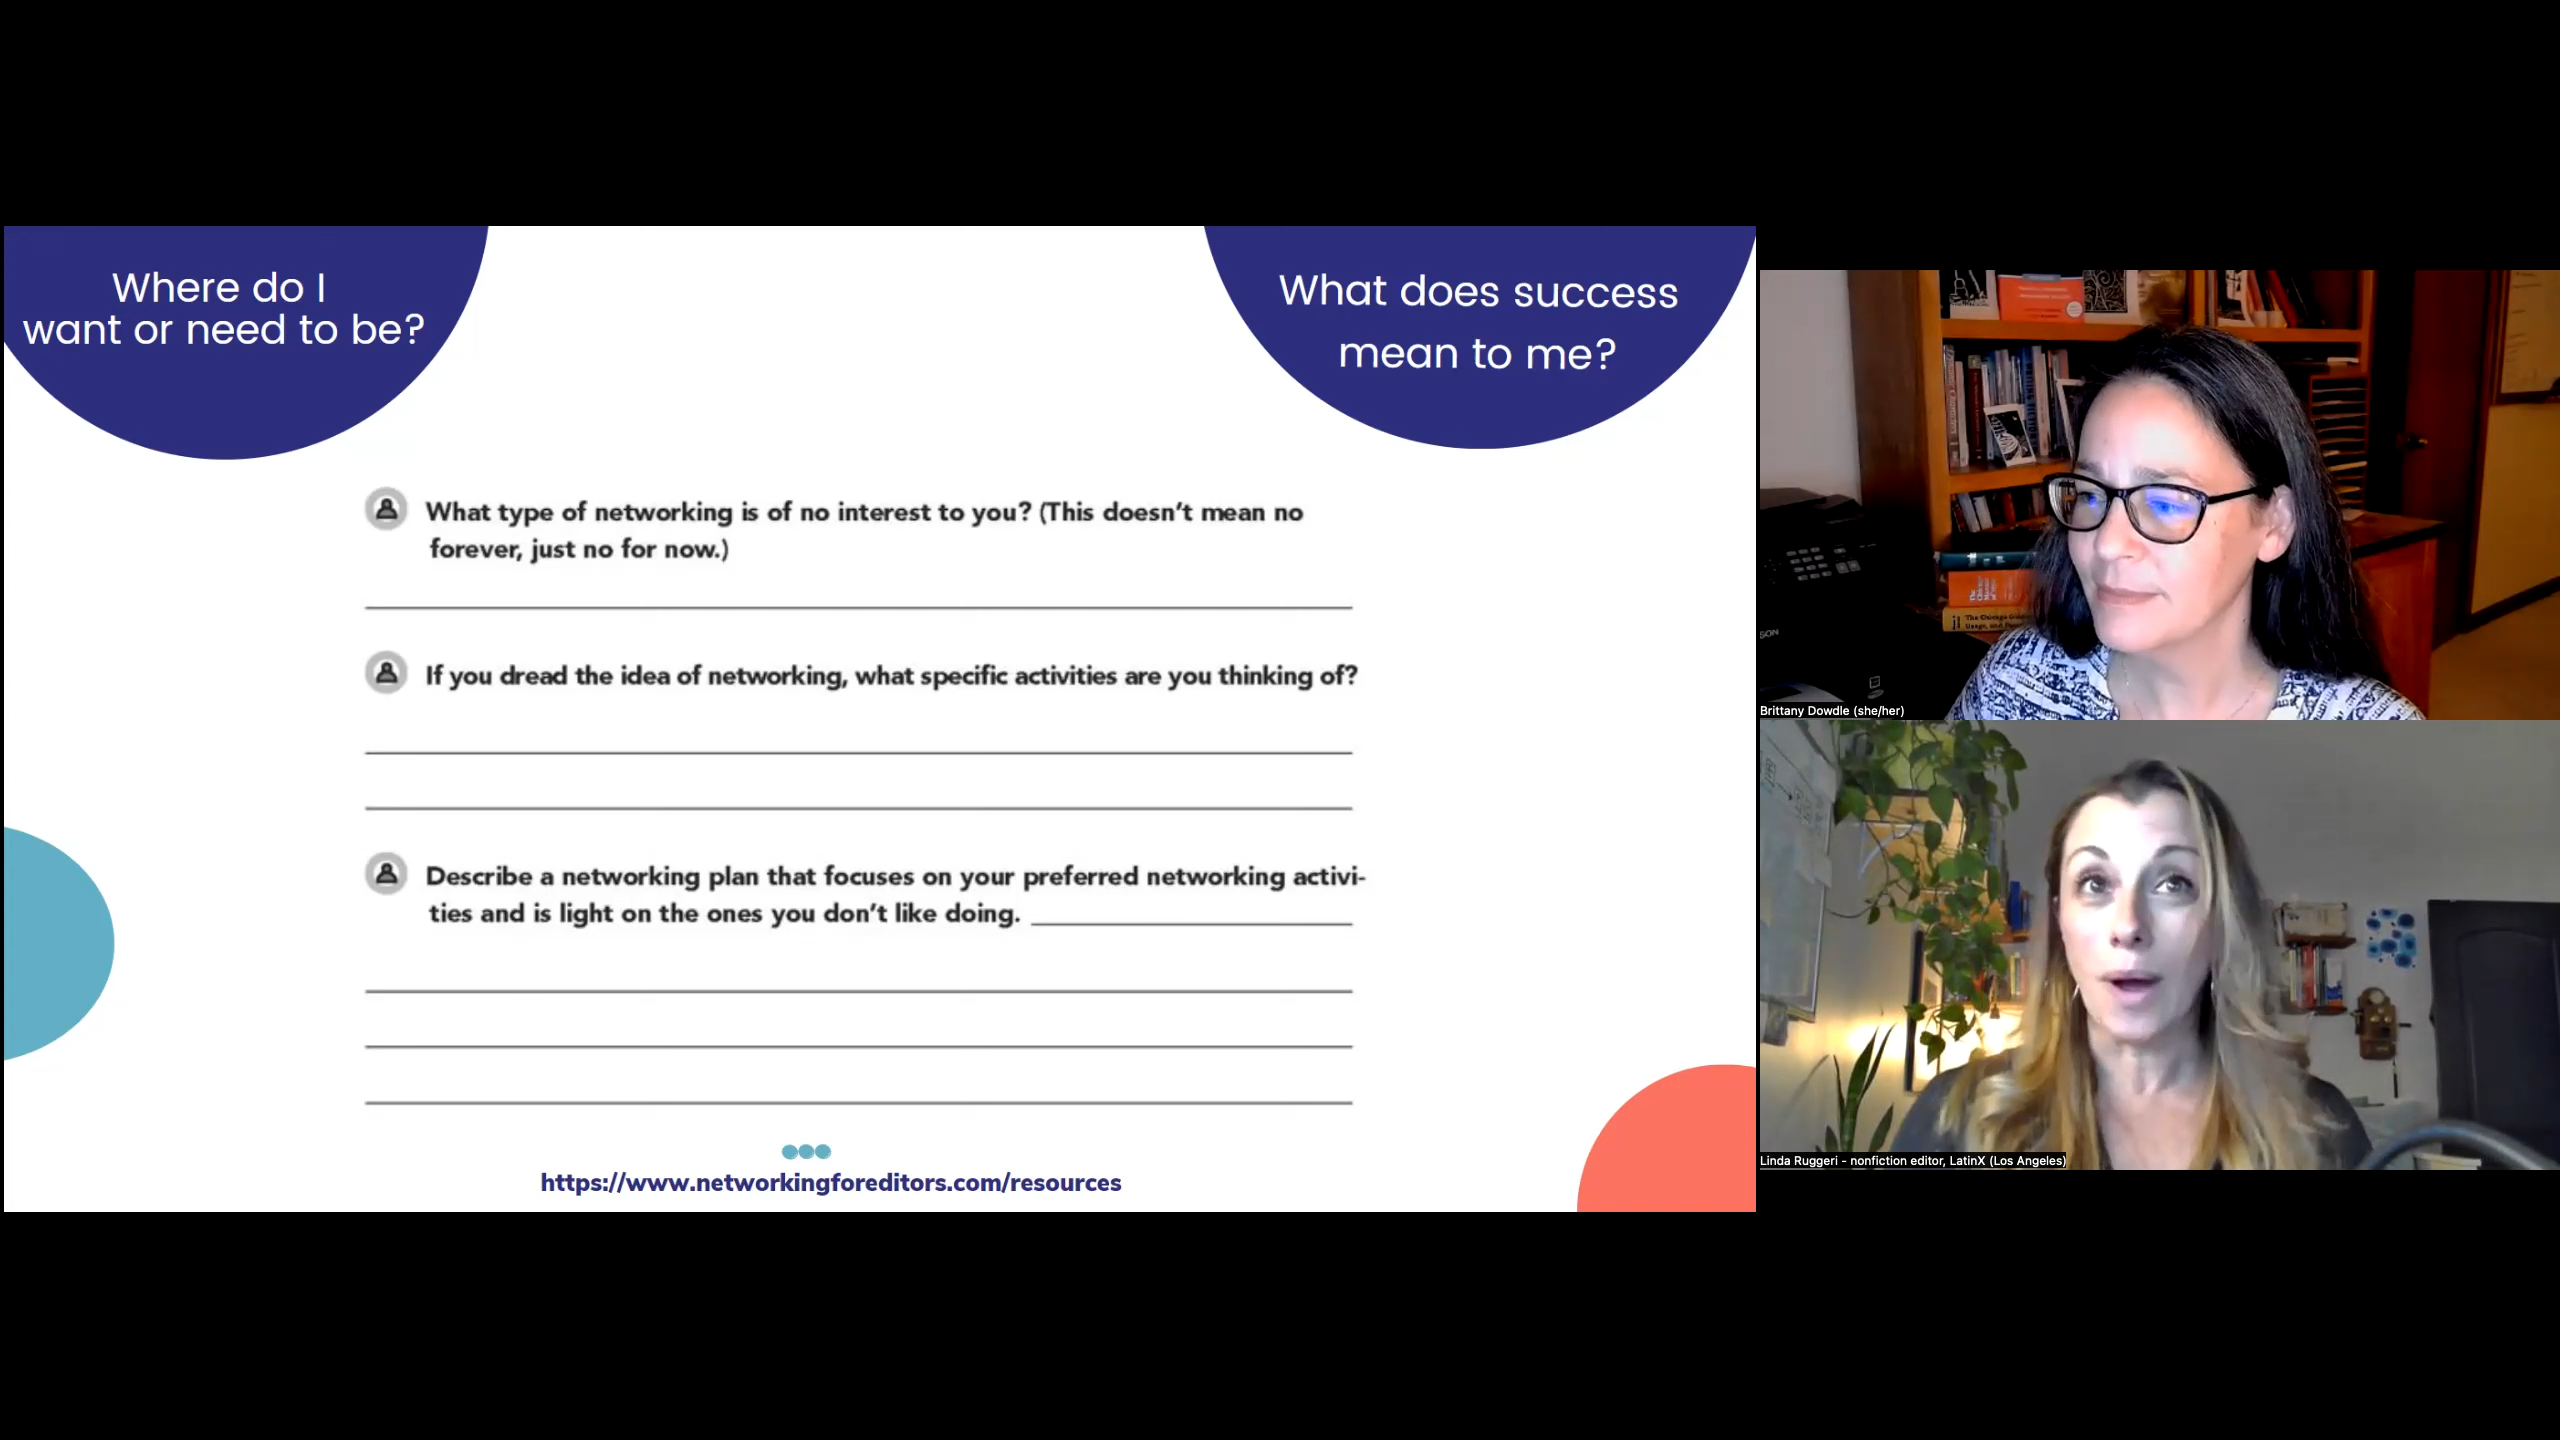 Where do I
want or need to be?
What does success
mean to me?
What type of networking is of no interest to you? (This doesn't mean no
forever, just no for now.)
If you dread the idea of networking, what specific activities are you thinking of?
Describe a networking plan that focuses on your preferred networking activi-
ties and is light on the ones you don't like doing.
https://www.networkingforeditors.com/resources
Brittany Dowdle (she/her)
Linda Ruggeri - nonfiction editor, LatinX (Los Angeles)